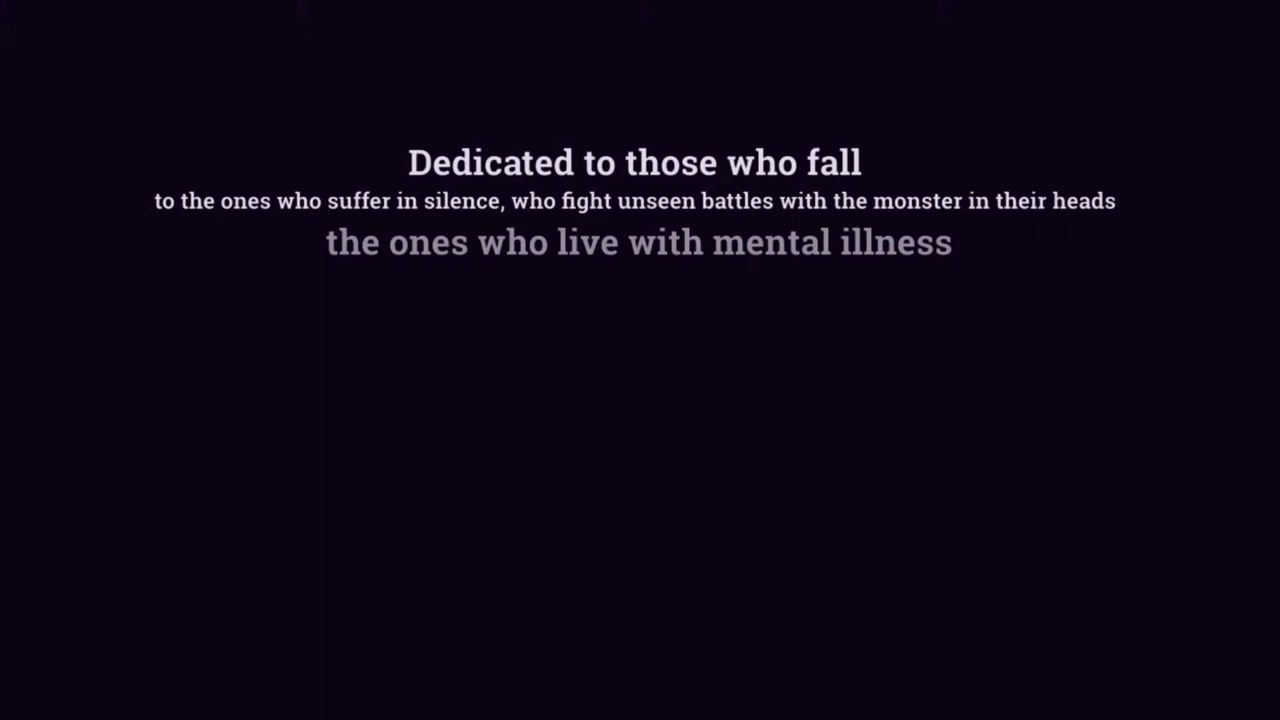 Dedicated to those who fall
to the ones who suffer in silence, who fight unseen battles with the monster in their heads
the ones who live with mental illness